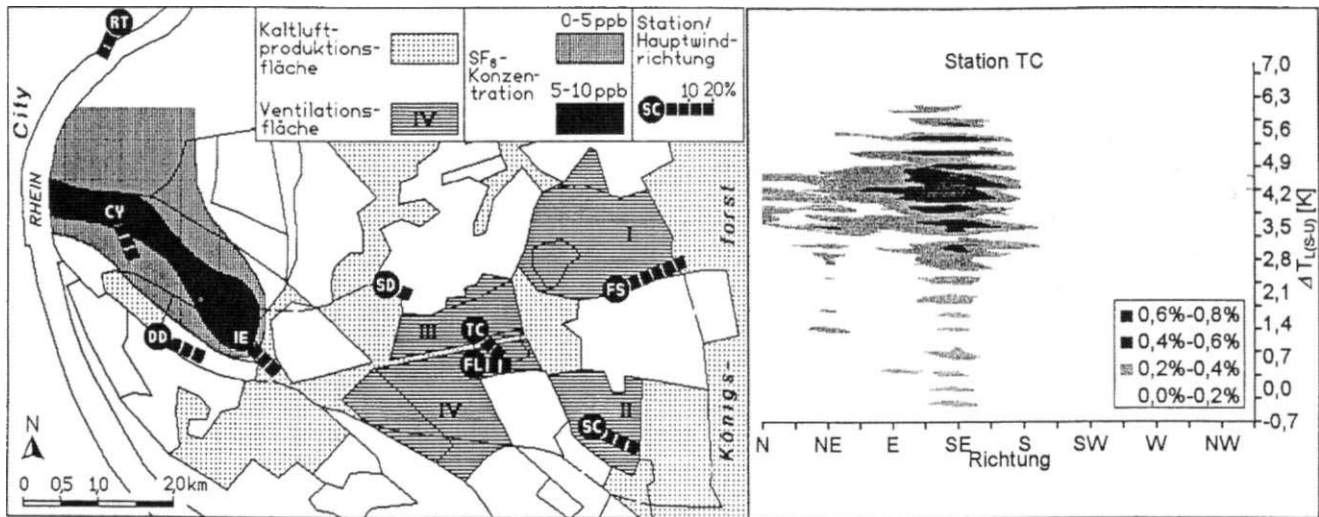 Kaltluft-
produktions-
fläche
Ventilations-
fläche
IV
SF₆-
Konzen-
tration
0-5 ppb
5-10 ppb
Station/
Hauptwind-
richtung
10 20%
SC
RT
City
RHEIN
CY
DD
IE
SD
TC
FLI
FS
SC
I
II
III
IV
Königs-
forst
N
0 0,5 1,0 2,0 km
Station TC
7,0
6,3
5,6
4,9
4,2
3,5
2,8
2,1
1,4
0,7
0,0
-0,7
Δ T L(S-U) [K]
0,6%-0,8%
0,4%-0,6%
0,2%-0,4%
0,0%-0,2%
N NE E SE S SW W NW
Richtung